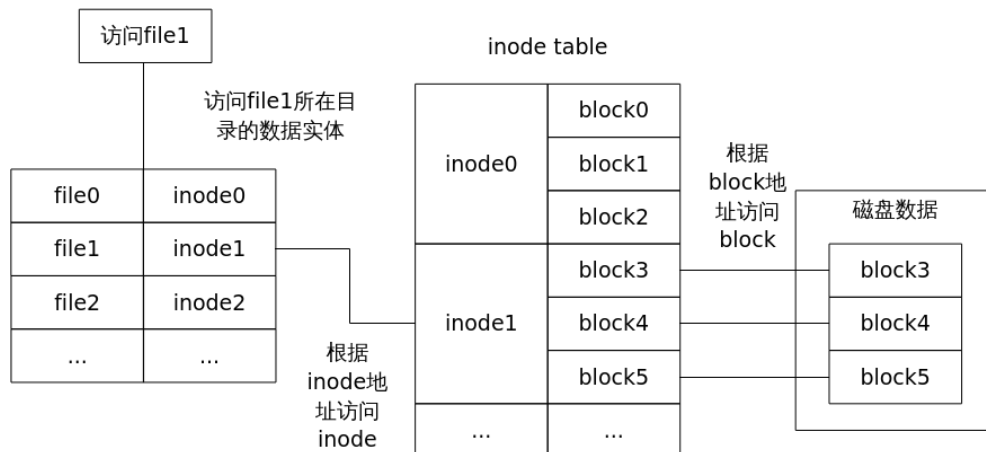 访问file1
inode table
访问file1所在目
录的数据实体
file0 inode0
file1 inode1
file2 inode2
... ...
根据
inode地
址访问
inode
inode0
block0
block1
block2
inode1
block3
block4
block5
... ...
根据
block地
址访问
block
磁盘数据
block3
block4
block5